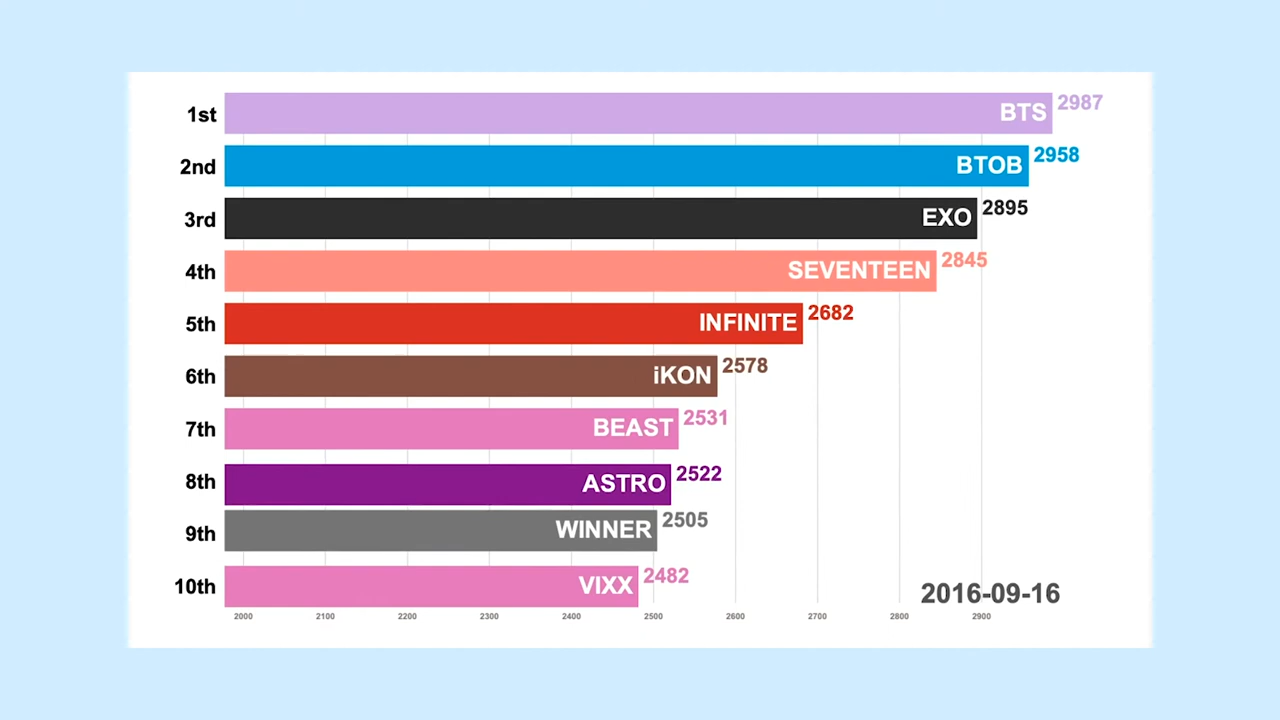 1st BTS 2987
2nd BTOB 2958
3rd EXO 2895
4th SEVENTEEN 2845
5th INFINITE 2682
6th iKON 2578
7th BEAST 2531
8th ASTRO 2522
9th WINNER 2505
10th VIXX 2482
2016-09-16
2000 2100 2200 2300 2400 2500 2600 2700 2800 2900